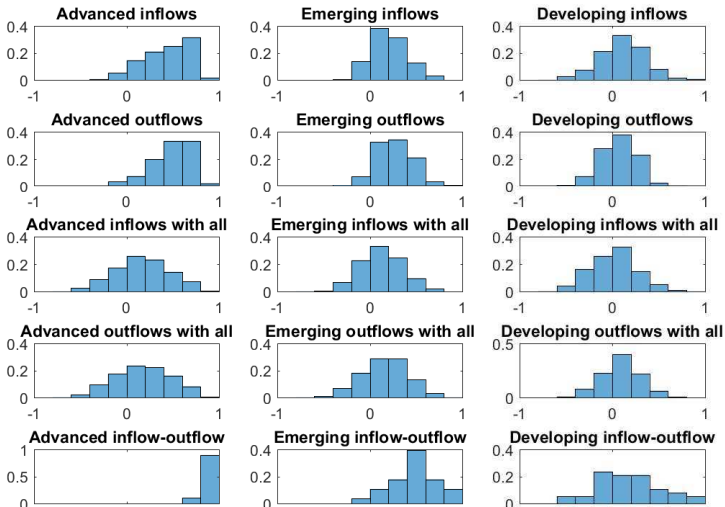 Advanced inflows Emerging inflows Developing inflows
0.4 0.4 0.4
0.2 0.2 0.2
0 0 0
-1 0 1 -1 0 1 -1 0 1
Advanced outflows Emerging outflows Developing outflows
0.4 0.4 0.4
0.2 0.2 0.2
0 0 0
-1 0 1 -1 0 1 -1 0 1
Advanced inflows with all Emerging inflows with all Developing inflows with all
0.4 0.4 0.4
0.2 0.2 0.2
0 0 0
-1 0 1 -1 0 1 -1 0 1
Advanced outflows with all Emerging outflows with all Developing outflows with all
0.4 0.4 0.5
0.2 0.2
0 0 0
-1 0 1 -1 0 1 -1 0 1
Advanced inflow-outflow Emerging inflow-outflow Developing inflow-outflow
1 0.4 0.4
0.5 0.2 0.2
0 0 0